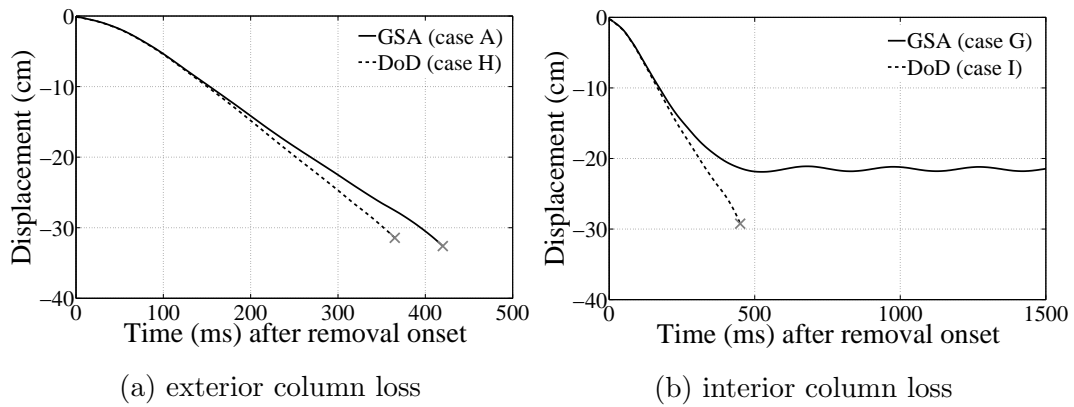 0
−10
−20
−30
−40
0 100 200 300 400 500
Displacement (cm)
Time (ms) after removal onset
GSA (case A)
DoD (case H)
(a) exterior column loss
0
−10
−20
−30
−40
0 500 1000 1500
Displacement (cm)
Time (ms) after removal onset
GSA (case G)
DoD (case I)
(b) interior column loss